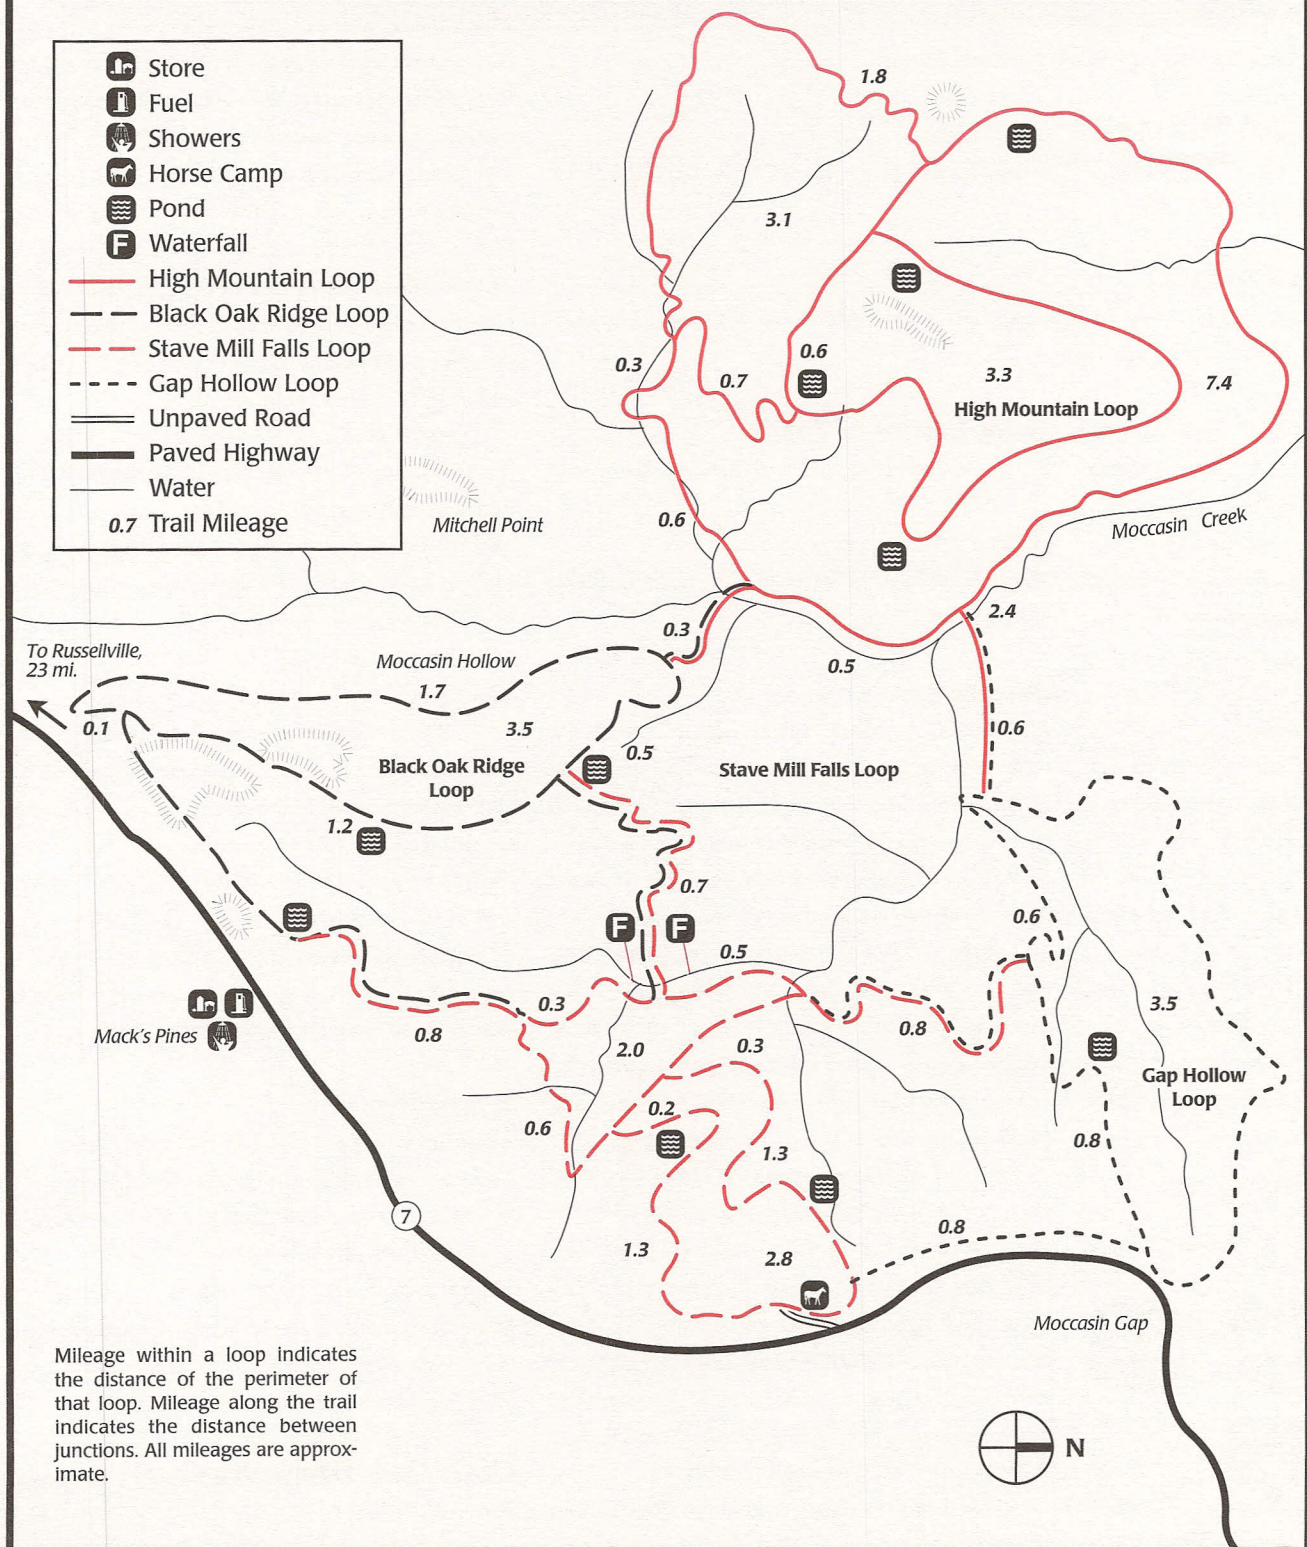 Store
Fuel
Showers
Horse Camp
Pond
F Waterfall
High Mountain Loop
Black Oak Ridge Loop
Stave Mill Falls Loop
Gap Hollow Loop
Unpaved Road
Paved Highway
Water
0.7 Trail Mileage
1.8
3.1
0.3
0.7
0.6
3.3
7.4
High Mountain Loop
Mitchell Point
0.6
Moccasin Creek
2.4
0.3
0.5
To Russellville,
23 mi.
Moccasin Hollow
1.7
0.1
3.5
0.5
0.6
Black Oak Ridge
Loop
Stave Mill Falls Loop
1.2
0.7
F
F
0.6
0.5
0.3
0.8
0.8
3.5
Mack's Pines
2.0
0.3
Gap Hollow
Loop
0.2
0.6
1.3
0.8
7
1.3
2.8
0.8
Moccasin Gap
Mileage within a loop indicates
the distance of the perimeter of
that loop. Mileage along the trail
indicates the distance between
junctions. All mileages are approx-
imate.
N